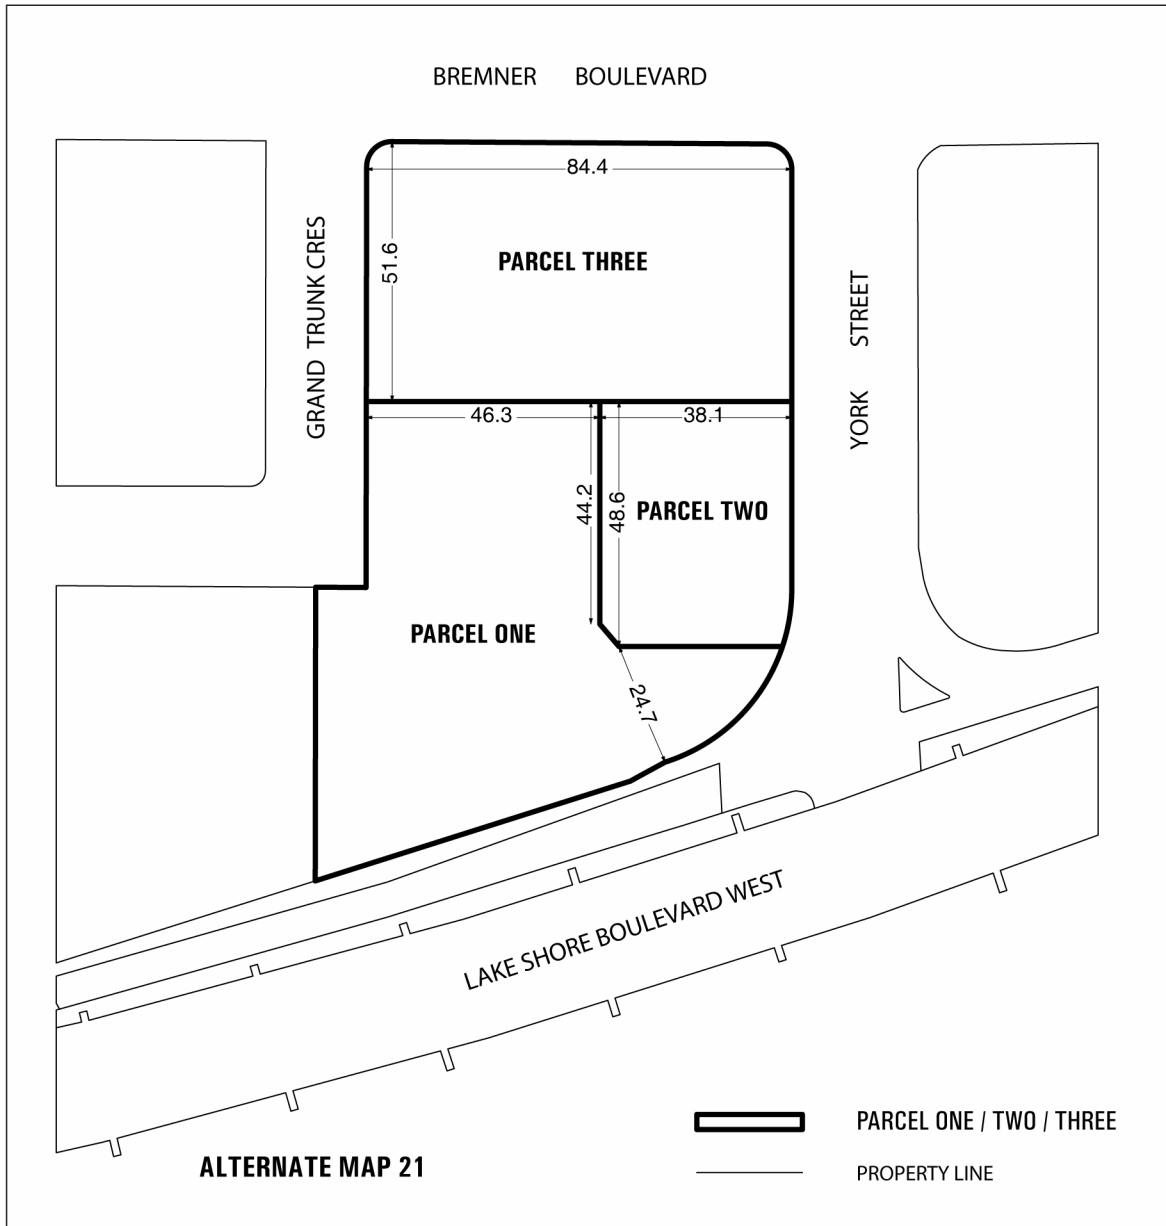 BREMNER BOULEVARD
84.4
GRAND TRUNK CRES
51.6
PARCEL THREE
YORK STREET
46.3
38.1
44.2
48.6
PARCEL TWO
PARCEL ONE
24.7
LAKE SHORE BOULEVARD WEST
PARCEL ONE / TWO / THREE
ALTERNATE MAP 21
PROPERTY LINE